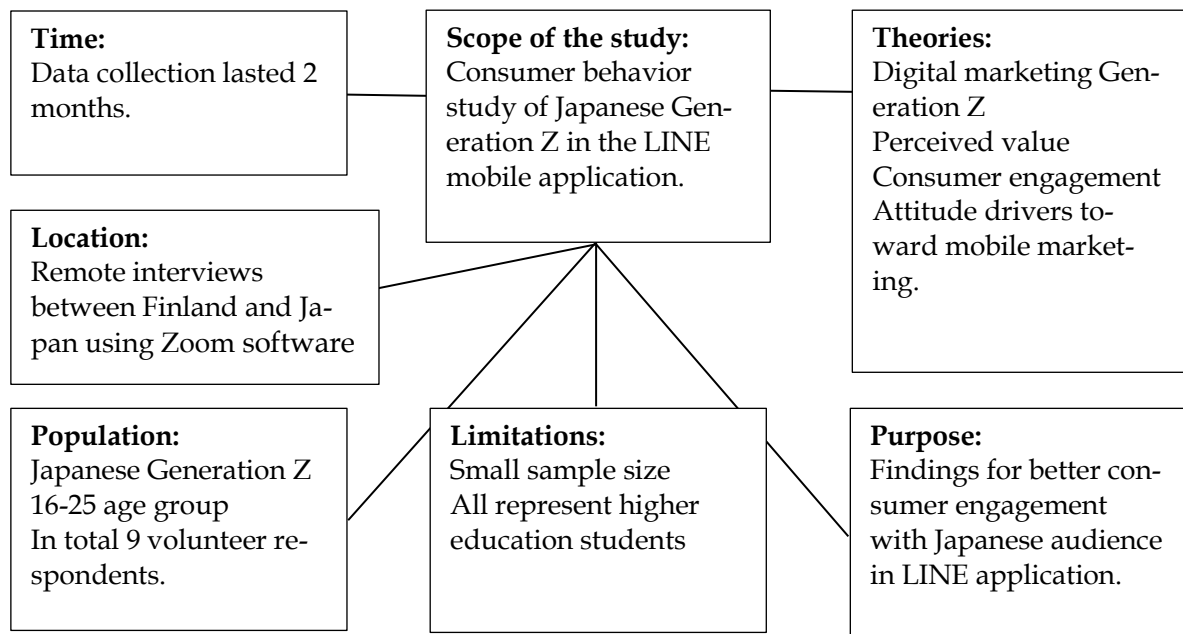 Time:
Data collection lasted 2
months.
Scope of the study:
Consumer behavior
study of Japanese Gen-
eration Z in the LINE
mobile application.
Theories:
Digital marketing Gen-
eration Z
Perceived value
Consumer engagement
Attitude drivers to-
ward mobile market-
ing.
Location:
Remote interviews
between Finland and Ja-
pan using Zoom software
Population:
Japanese Generation Z
16-25 age group
In total 9 volunteer re-
spondents.
Limitations:
Small sample size
All represent higher
education students
Purpose:
Findings for better con-
sumer engagement
with Japanese audience
in LINE application.